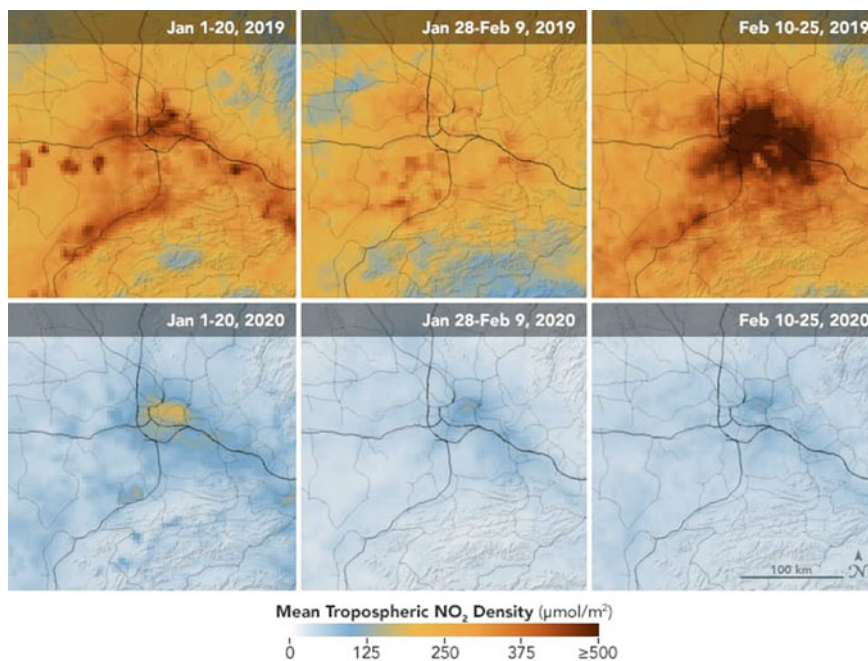 Jan 1-20, 2019
Jan 28-Feb 9, 2019
Feb 10-25, 2019
Jan 1-20, 2020
Jan 28-Feb 9, 2020
Feb 10-25, 2020
100 km
N
Mean Tropospheric NO₂ Density (µmol/m²)
0 125 250 375 ≥500